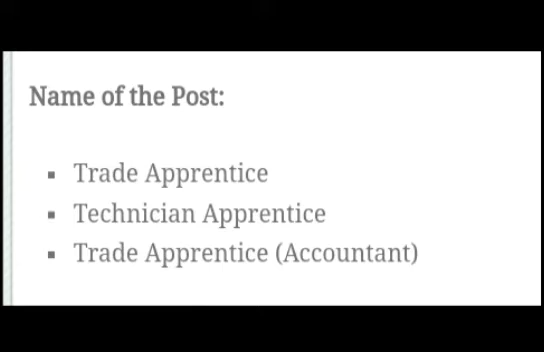 Name of the Post:
Trade Apprentice
Technician Apprentice
Trade Apprentice (Accountant)